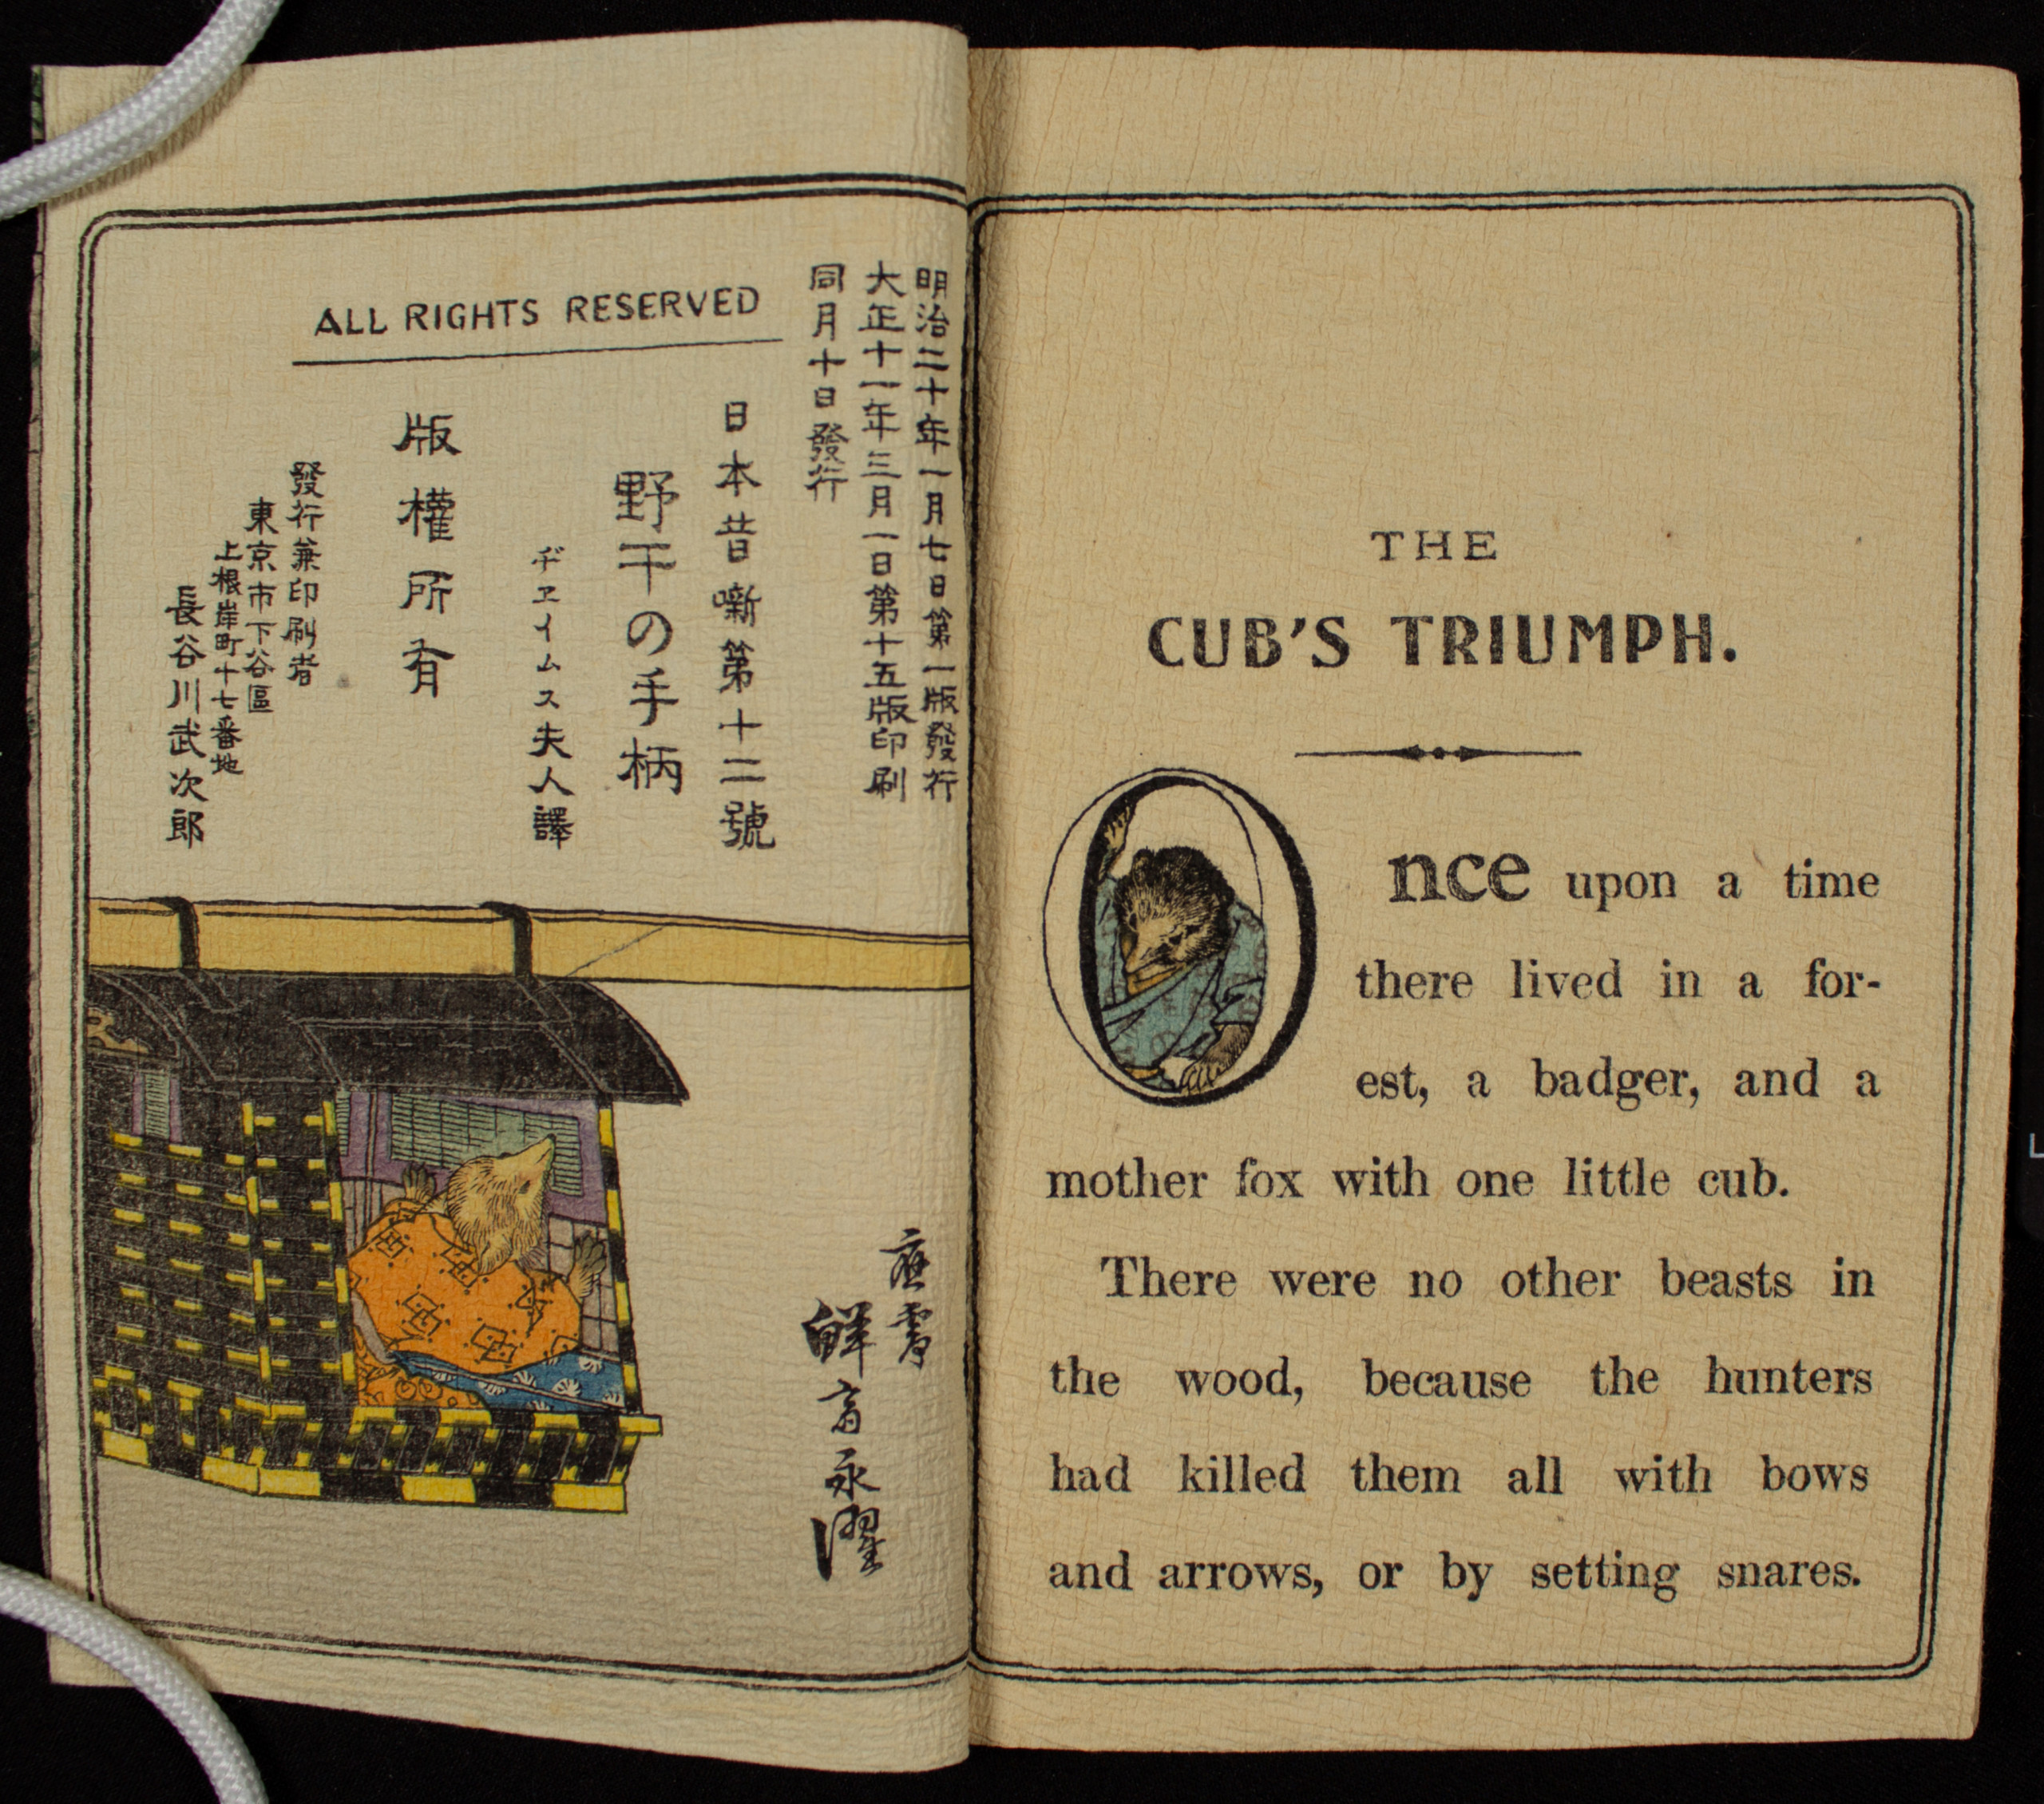 ALL RIGHTS RESERVED
明治二十年一月七日第一版發行
大正十一年三月一日第十五版印刷
同月十日發行
日本昔噺第十二號
野干の手柄
ヂエイムス夫人譯
版權所有
發行兼印刷者
東京市下谷區
上根岸町十七番地
長谷川武次郎
應需
鮮斎永濯
THE
CUB'S TRIUMPH.
Once upon a time
there lived in a for-
est, a badger, and a
mother fox with one little cub.
There were no other beasts in
the wood, because the hunters
had killed them all with bows
and arrows, or by setting snares.